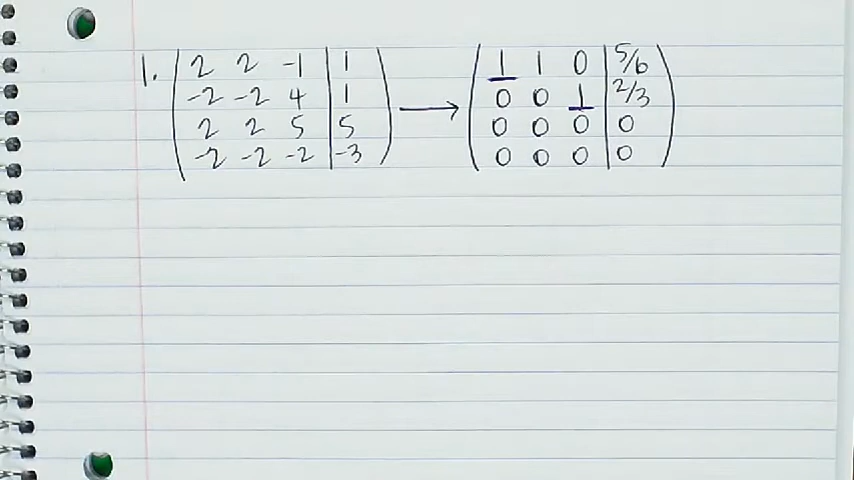 1. 2 2 -1 | 1 → 1 1 0 | 5/6
-2 -2 4 | 1 0 0 1 | 2/3
2 2 5 | 5 0 0 0 | 0
-2 -2 -2 | -3 0 0 0 | 0